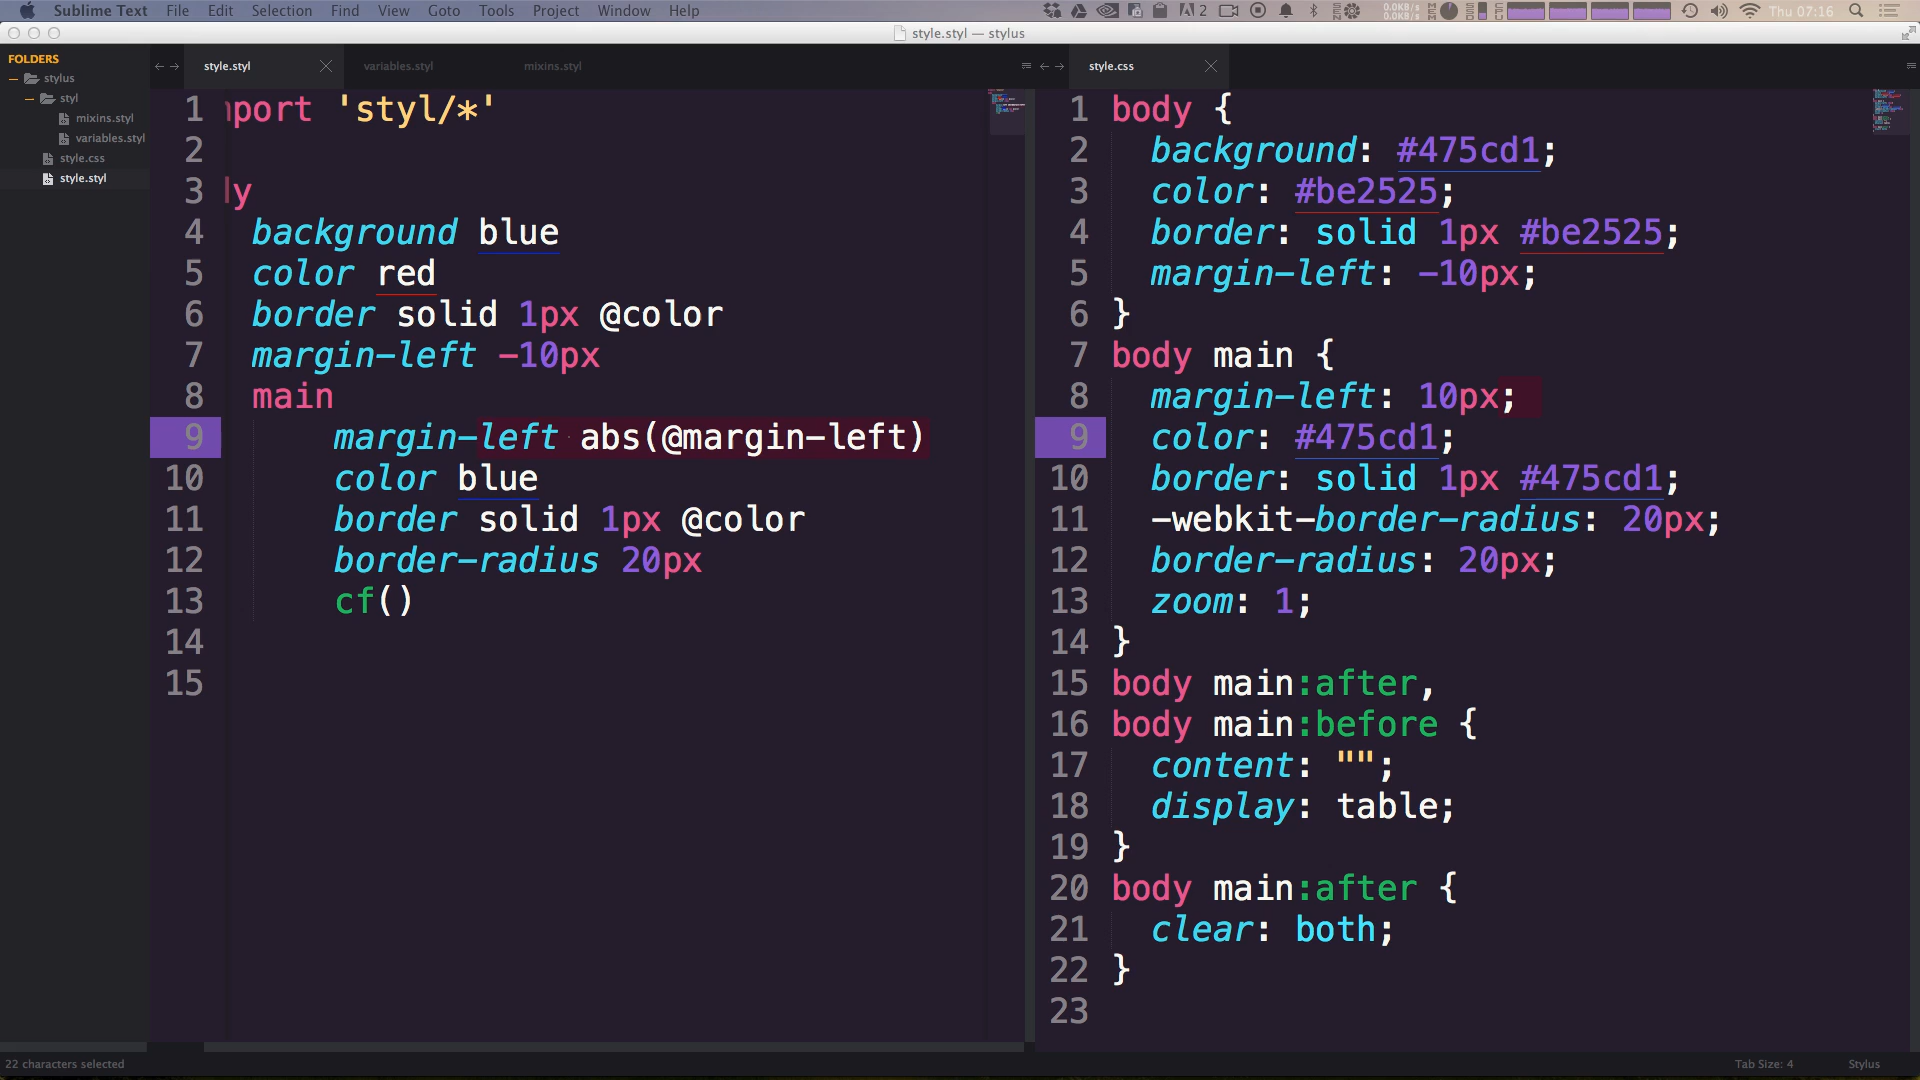 Sublime Text File Edit Selection Find View Goto Tools Project Window Help
2 0.0KB/s 0.0KB/s Thu 07:16
style.styl — stylus
FOLDERS
stylus
styl
mixins.styl
variables.styl
style.css
style.styl
style.styl variables.styl mixins.styl
1 port 'styl/*'
2
3 ly
4 background blue
5 color red
6 border solid 1px @color
7 margin-left -10px
8 main
9 margin-left abs(@margin-left)
10 color blue
11 border solid 1px @color
12 border-radius 20px
13 cf()
14
15
style.css
1 body {
2 background: #475cd1;
3 color: #be2525;
4 border: solid 1px #be2525;
5 margin-left: -10px;
6 }
7 body main {
8 margin-left: 10px;
9 color: #475cd1;
10 border: solid 1px #475cd1;
11 -webkit-border-radius: 20px;
12 border-radius: 20px;
13 zoom: 1;
14 }
15 body main:after,
16 body main:before {
17 content: "";
18 display: table;
19 }
20 body main:after {
21 clear: both;
22 }
23
22 characters selected
Tab Size: 4 Stylus